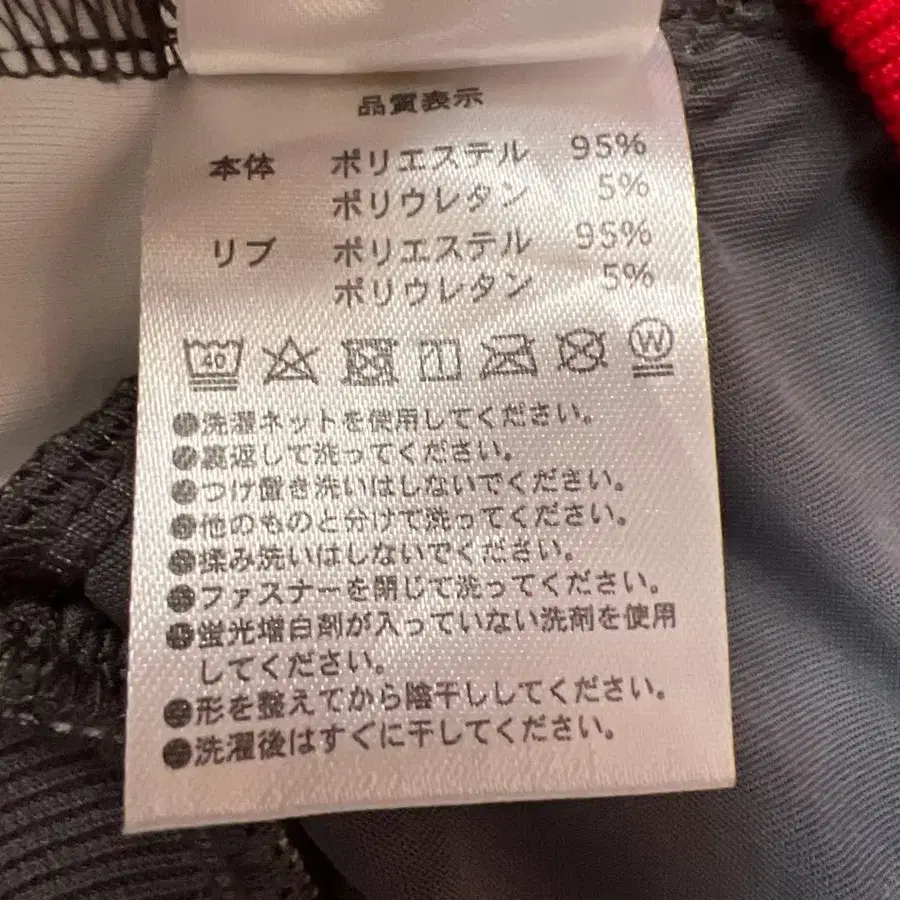 品質表示
本体 ポリエステル 95%
ポリウレタン 5%
リブ ポリエステル 95%
ポリウレタン 5%
40 W
●洗濯ネットを使用してください。
●裏返して洗ってください。
●つけ置き洗いはしないでください。
●他のものと分けて洗ってください。
●揉み洗いはしないでください。
●ファスナーを閉じて洗ってください。
●蛍光増白剤が入っていない洗剤を使用
してください。
●形を整えてから陰干ししてください。
●洗濯後はすぐに干してください。